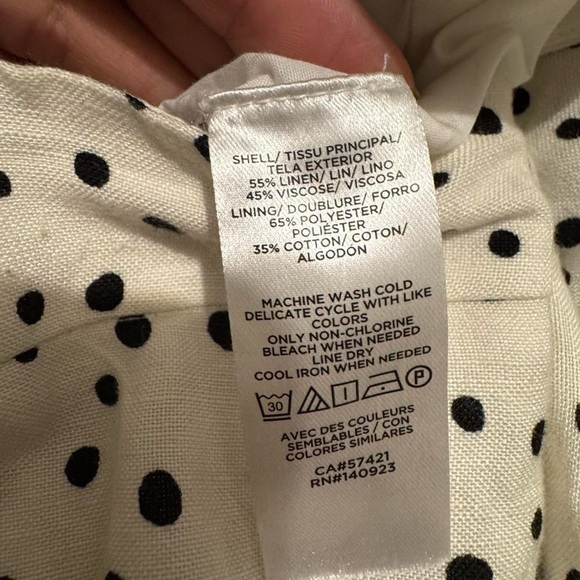 SHELL/ TISSU PRINCIPAL/
TELA EXTERIOR
55% LINEN/ LIN/ LINO
45% VISCOSE/ VISCOSA
LINING/ DOUBLURE/ FORRO
65% POLYESTER/
POLIÉSTER
35% COTTON/ COTON/
ALGODÓN
MACHINE WASH COLD
DELICATE CYCLE WITH LIKE
COLORS
ONLY NON-CHLORINE
BLEACH WHEN NEEDED
LINE DRY
COOL IRON WHEN NEEDED
30 P
AVEC DES COULEURS
SEMBLABLES / CON
COLORES SIMILARES
CA#57421
RN#140923